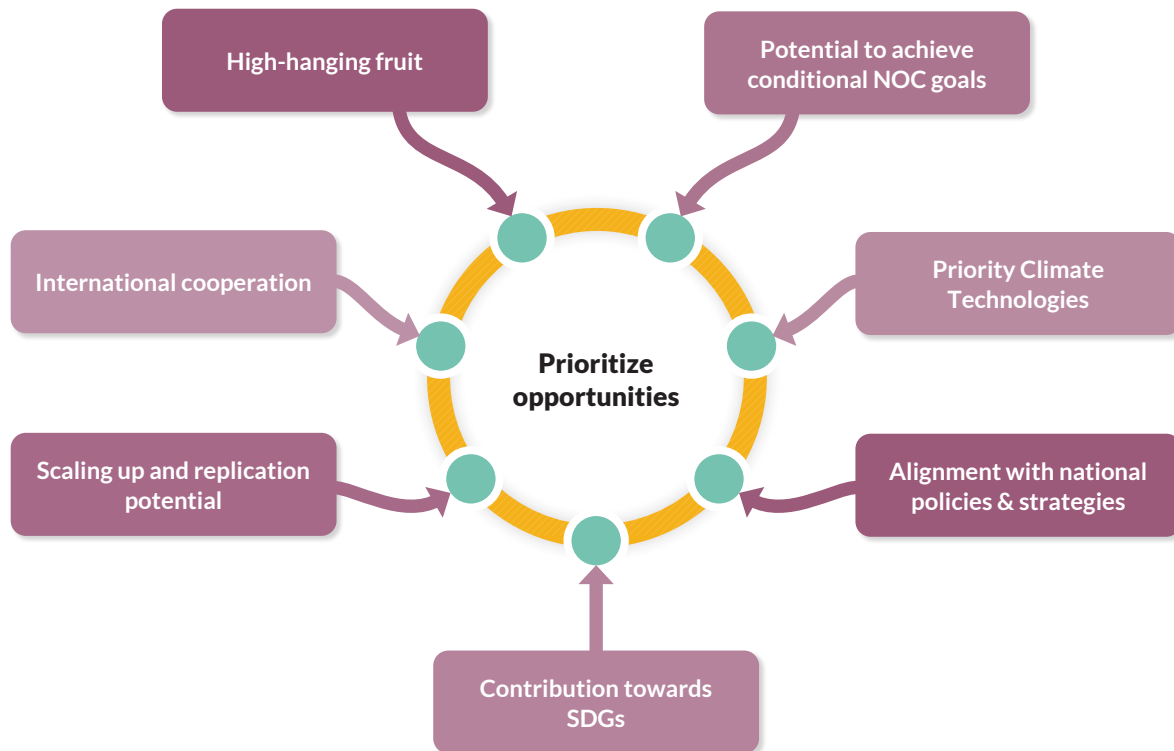 High-hanging fruit
Potential to achieve
conditional NOC goals
International cooperation
Priority Climate
Technologies
Prioritize
opportunities
Scaling up and replication
potential
Alignment with national
policies & strategies
Contribution towards
SDGs